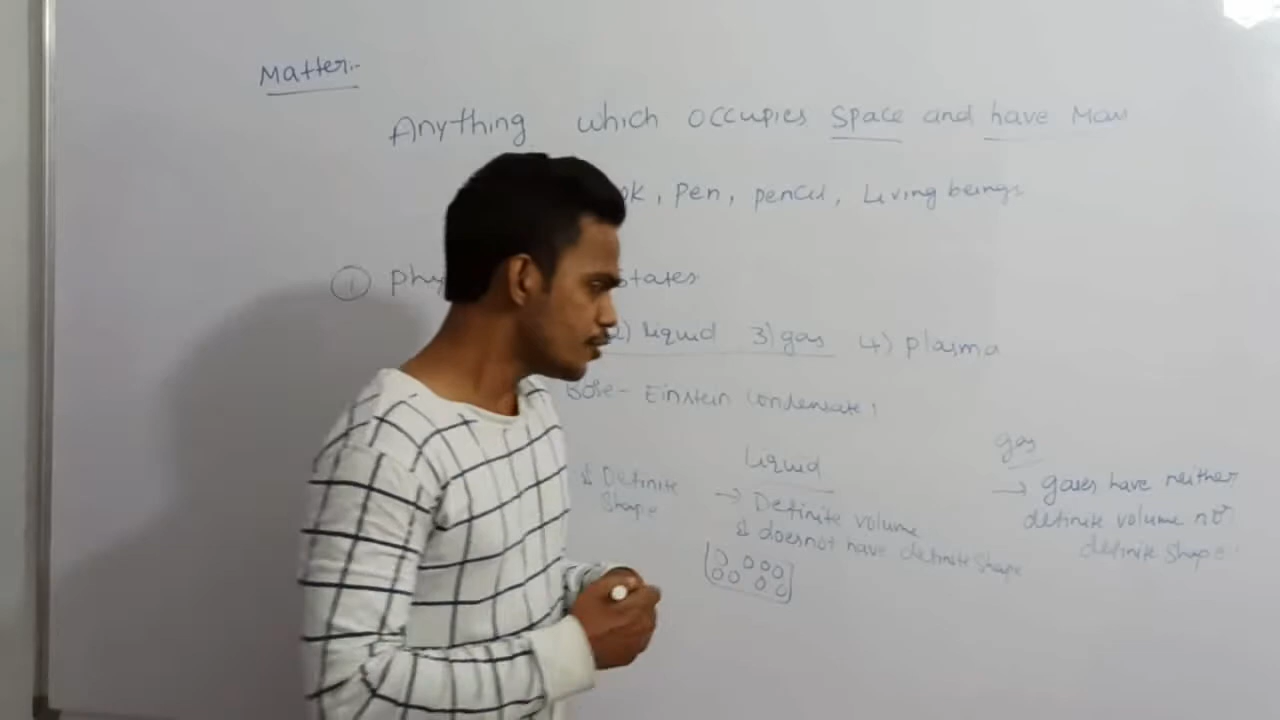 Matter:-
Anything which occupies space and have Mass
ok, pen, pencil, Living beings
① Phy States
2) liquid 3) gas 4) plasma
Bose - Einstein condensate
& Definite
shape
liquid
→ Definite volume
& doesnot have definite shape
gas
→ gases have neither
definite volume nor
definite shape